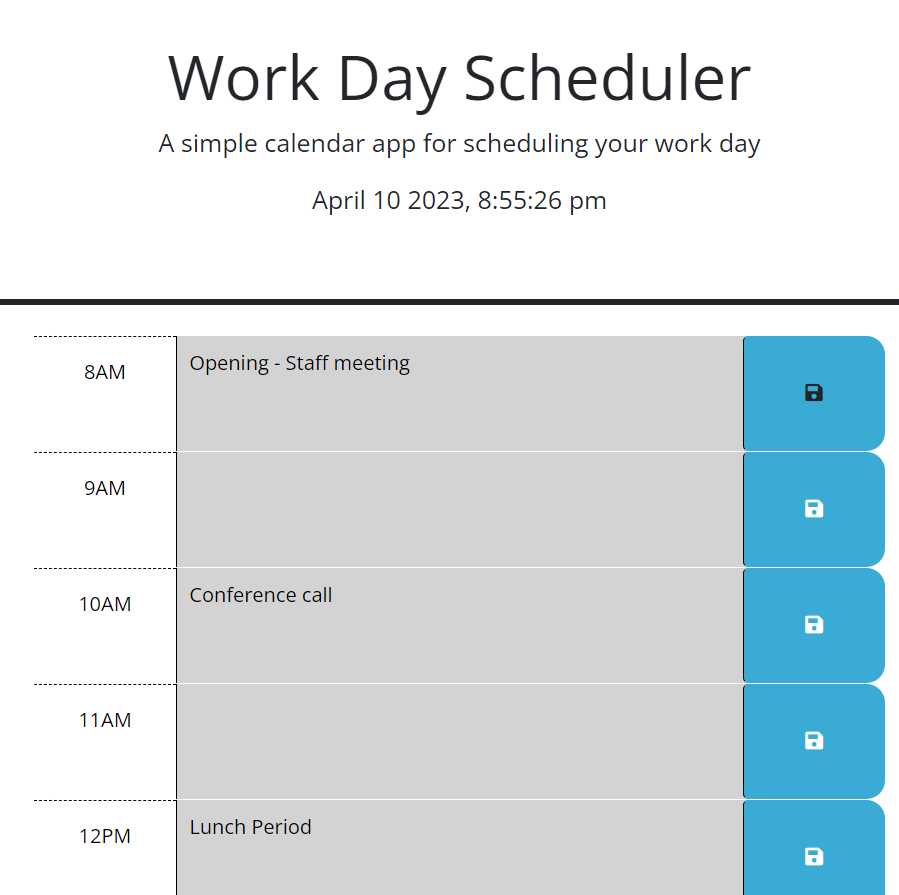 Work Day Scheduler
A simple calendar app for scheduling your work day
April 10 2023, 8:55:26 pm
8AM
Opening - Staff meeting
9AM
10AM
Conference call
11AM
12PM
Lunch Period